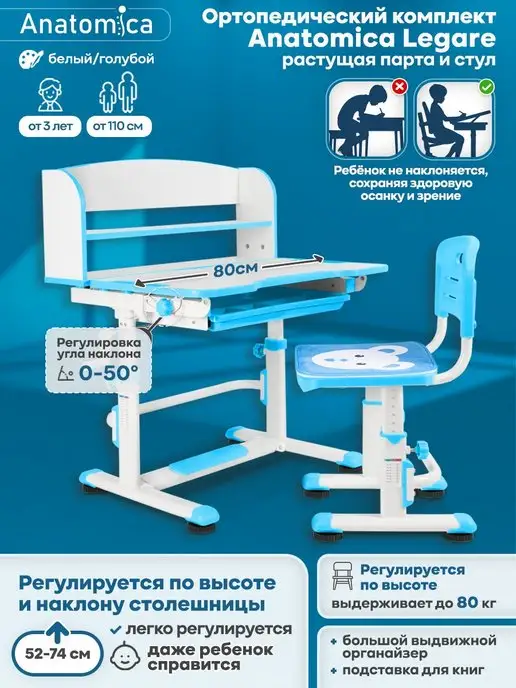 Anatomica
белый/голубой
от 3 лет
от 110 см
Ортопедический комплект
Anatomica Legare
растущая парта и стул
Ребёнок не наклоняется,
сохраняя здоровую
осанку и зрение
80см
Регулировка
угла наклона
0-50°
Регулируется по высоте
и наклону столешницы
52-74 см
✓ легко регулируется
даже ребенок
справится
Регулируется
по высоте
выдерживает до 80 кг
+ большой выдвижной
органайзер
+ подставка для книг